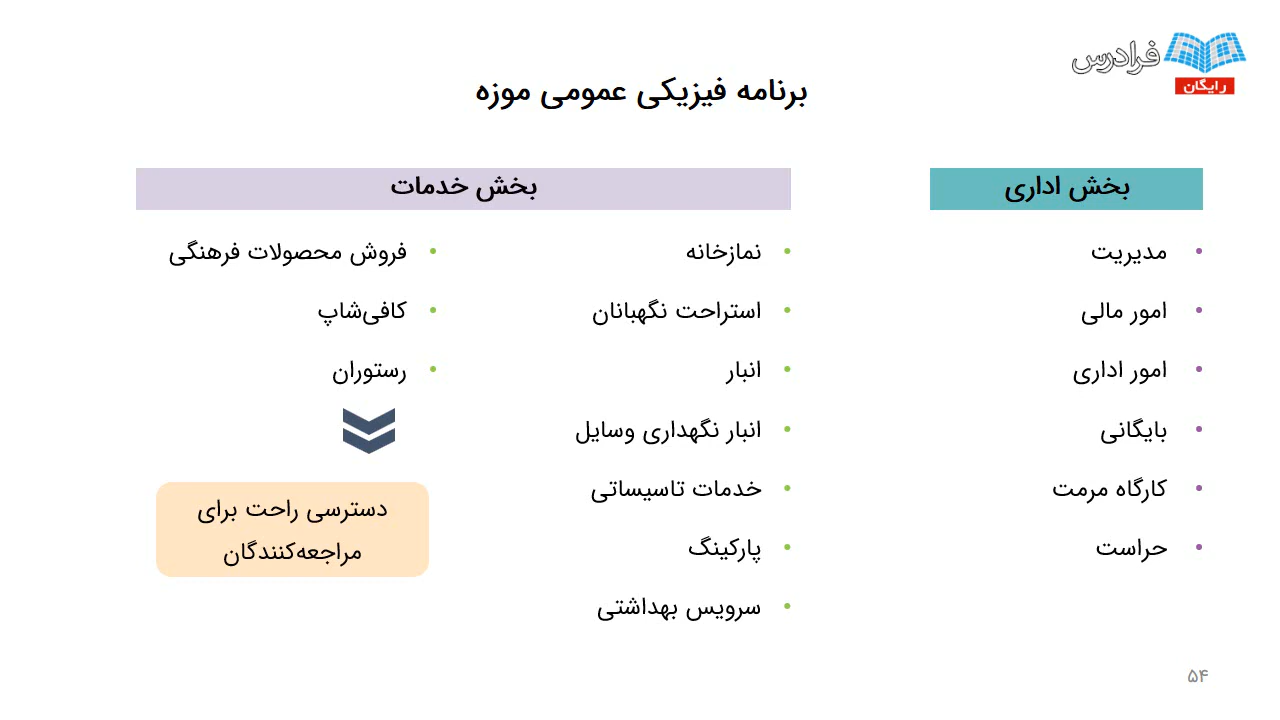 فرادرس
رایگان
برنامه فیزیکی عمومی موزه
بخش اداری
مدیریت
امور مالی
امور اداری
بایگانی
کارگاه مرمت
حراست
بخش خدمات
نمازخانه
استراحت نگهبانان
انبار
انبار نگهداری وسایل
خدمات تاسیساتی
پارکینگ
سرویس بهداشتی
فروش محصولات فرهنگی
کافی‌شاپ
رستوران
دسترسی راحت برای
مراجعه‌کنندگان
۵۴